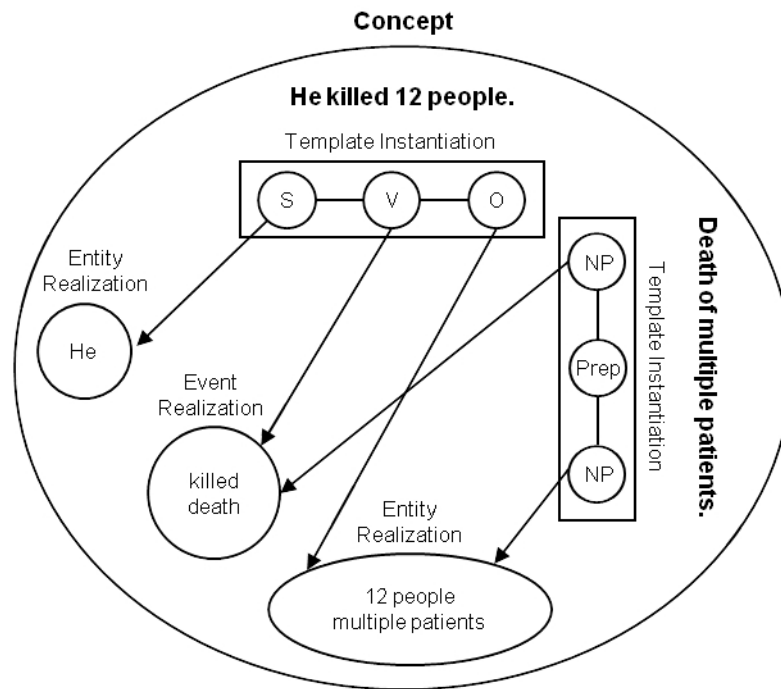 Concept
He killed 12 people.
Template Instantiation
S
V
O
Death of multiple patients.
Template Instantiation
NP
Prep
NP
Entity
Realization
He
Event
Realization
killed
death
Entity
Realization
12 people
multiple patients